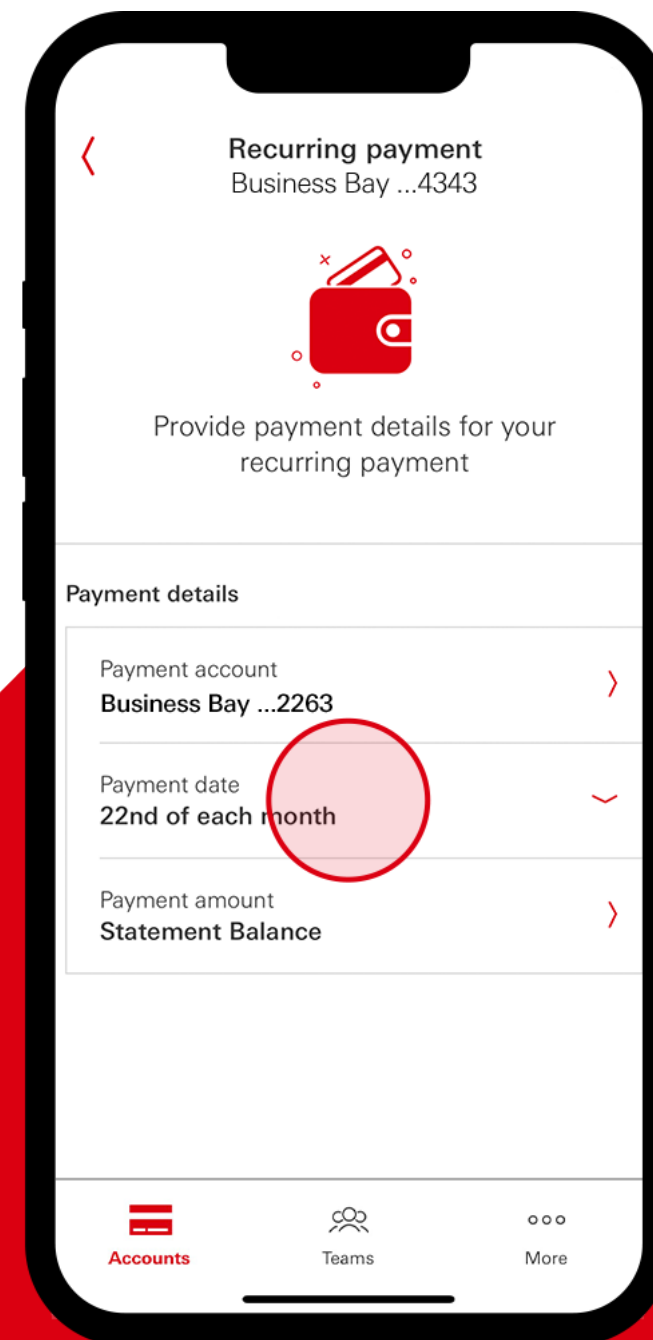 Recurring payment
Business Bay ...4343
Provide payment details for your
recurring payment
Payment details
Payment account
Business Bay ...2263
Payment date
22nd of each month
Payment amount
Statement Balance
Accounts
Teams
More